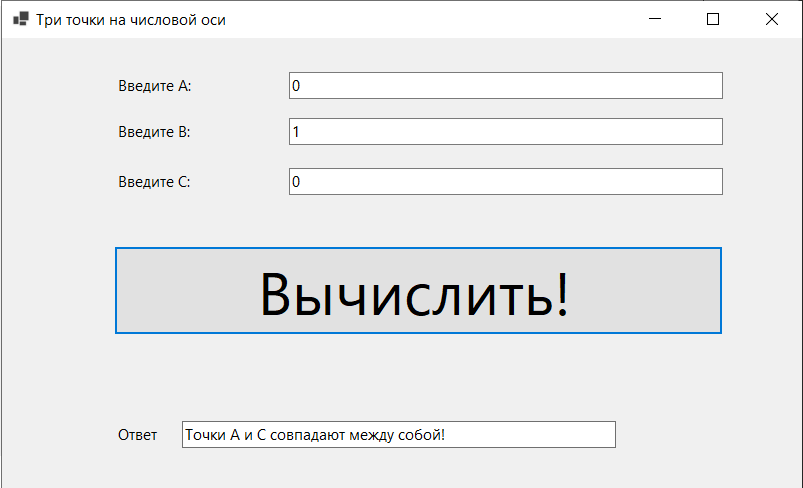 Три точки на числовой оси
Введите A: 0
Введите B: 1
Введите C: 0
Вычислить!
Ответ Точки A и C совпадают между собой!